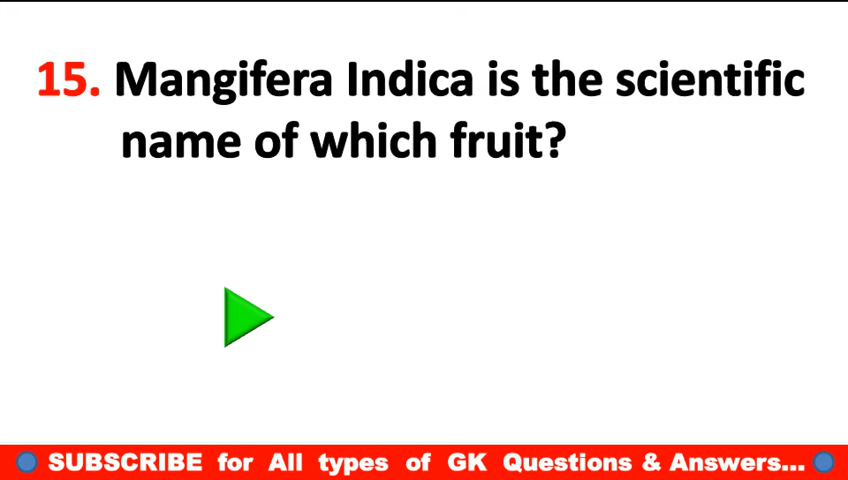 15. Mangifera Indica is the scientific
name of which fruit?
SUBSCRIBE for All types of GK Questions & Answers...